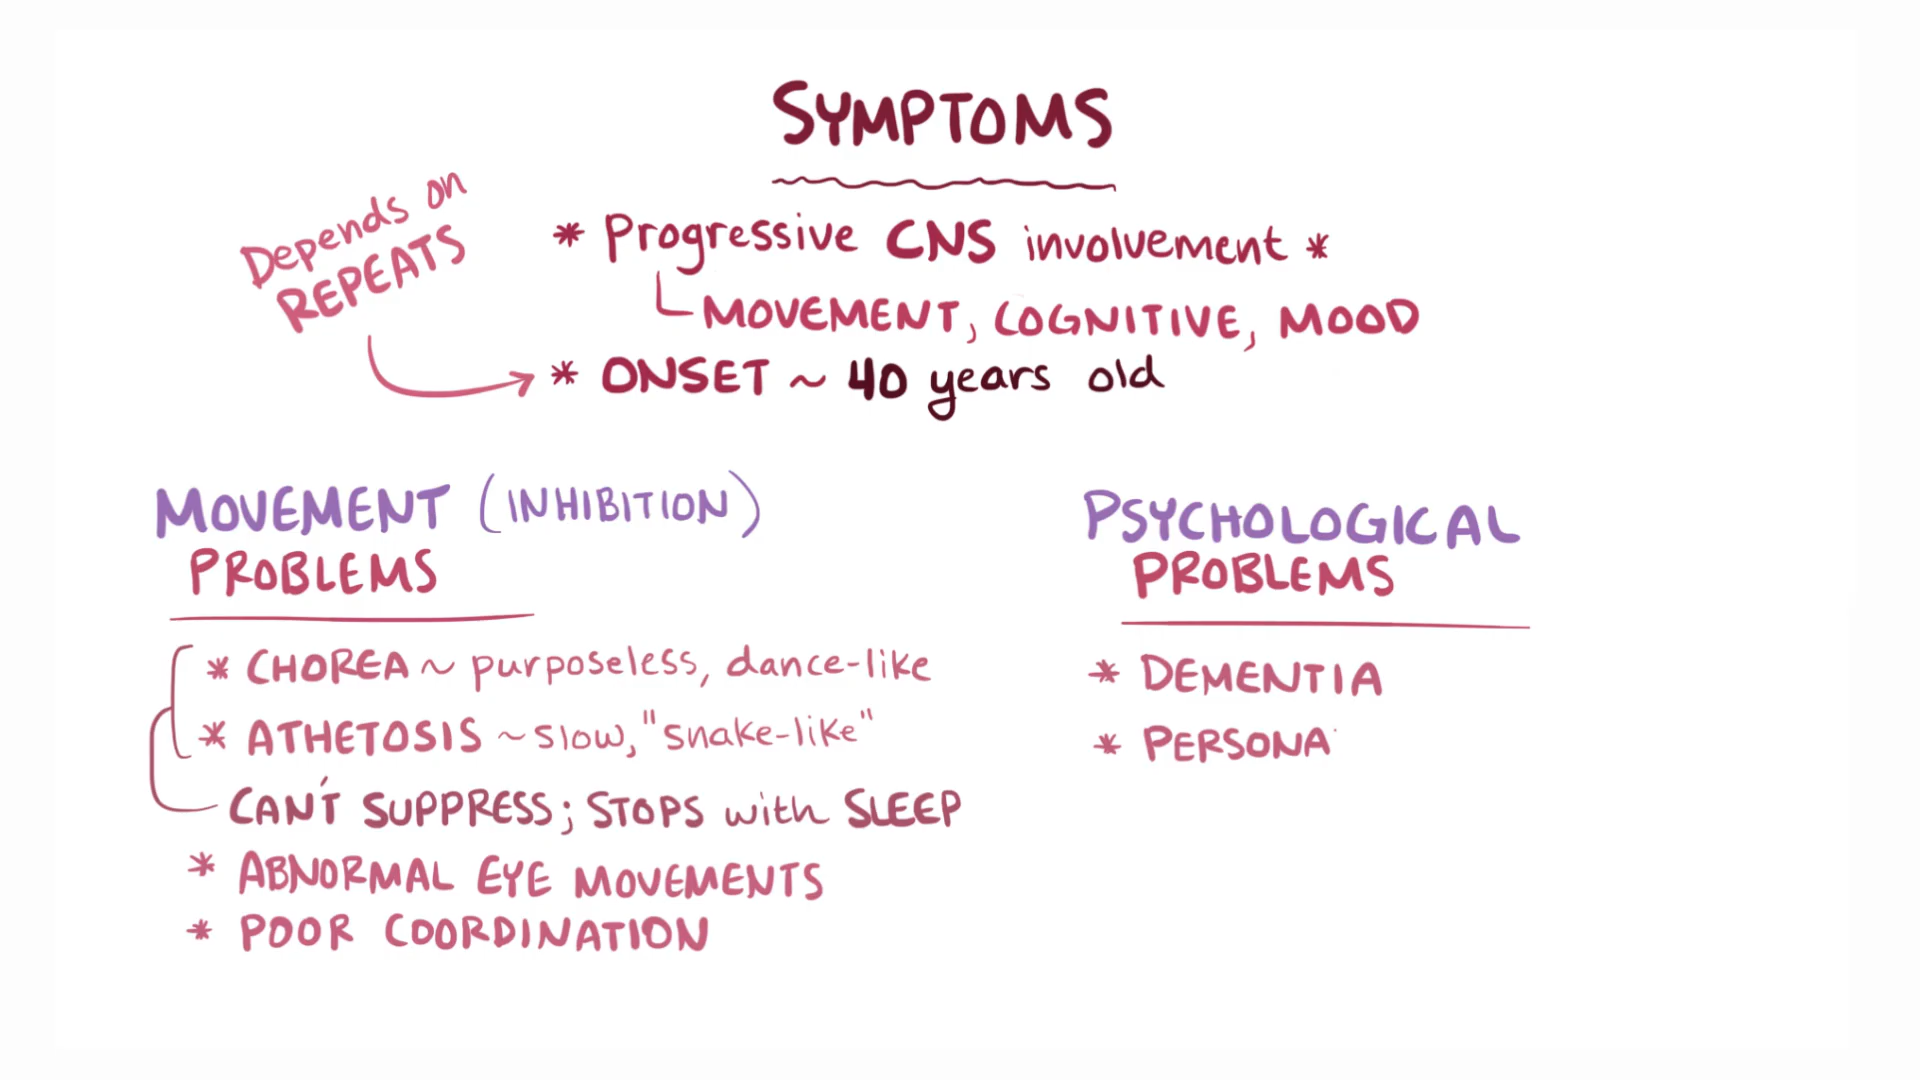 SYMPTOMS
Depends on
REPEATS
* Progressive CNS involvement *
MOVEMENT, COGNITIVE, MOOD
* ONSET ~ 40 years old
MOVEMENT (INHIBITION)
PROBLEMS
* CHOREA ~ purposeless, dance-like
* ATHETOSIS ~ slow, "snake-like"
CAN'T SUPPRESS; STOPS with SLEEP
* ABNORMAL EYE MOVEMENTS
* POOR COORDINATION
PSYCHOLOGICAL
PROBLEMS
* DEMENTIA
* PERSONA